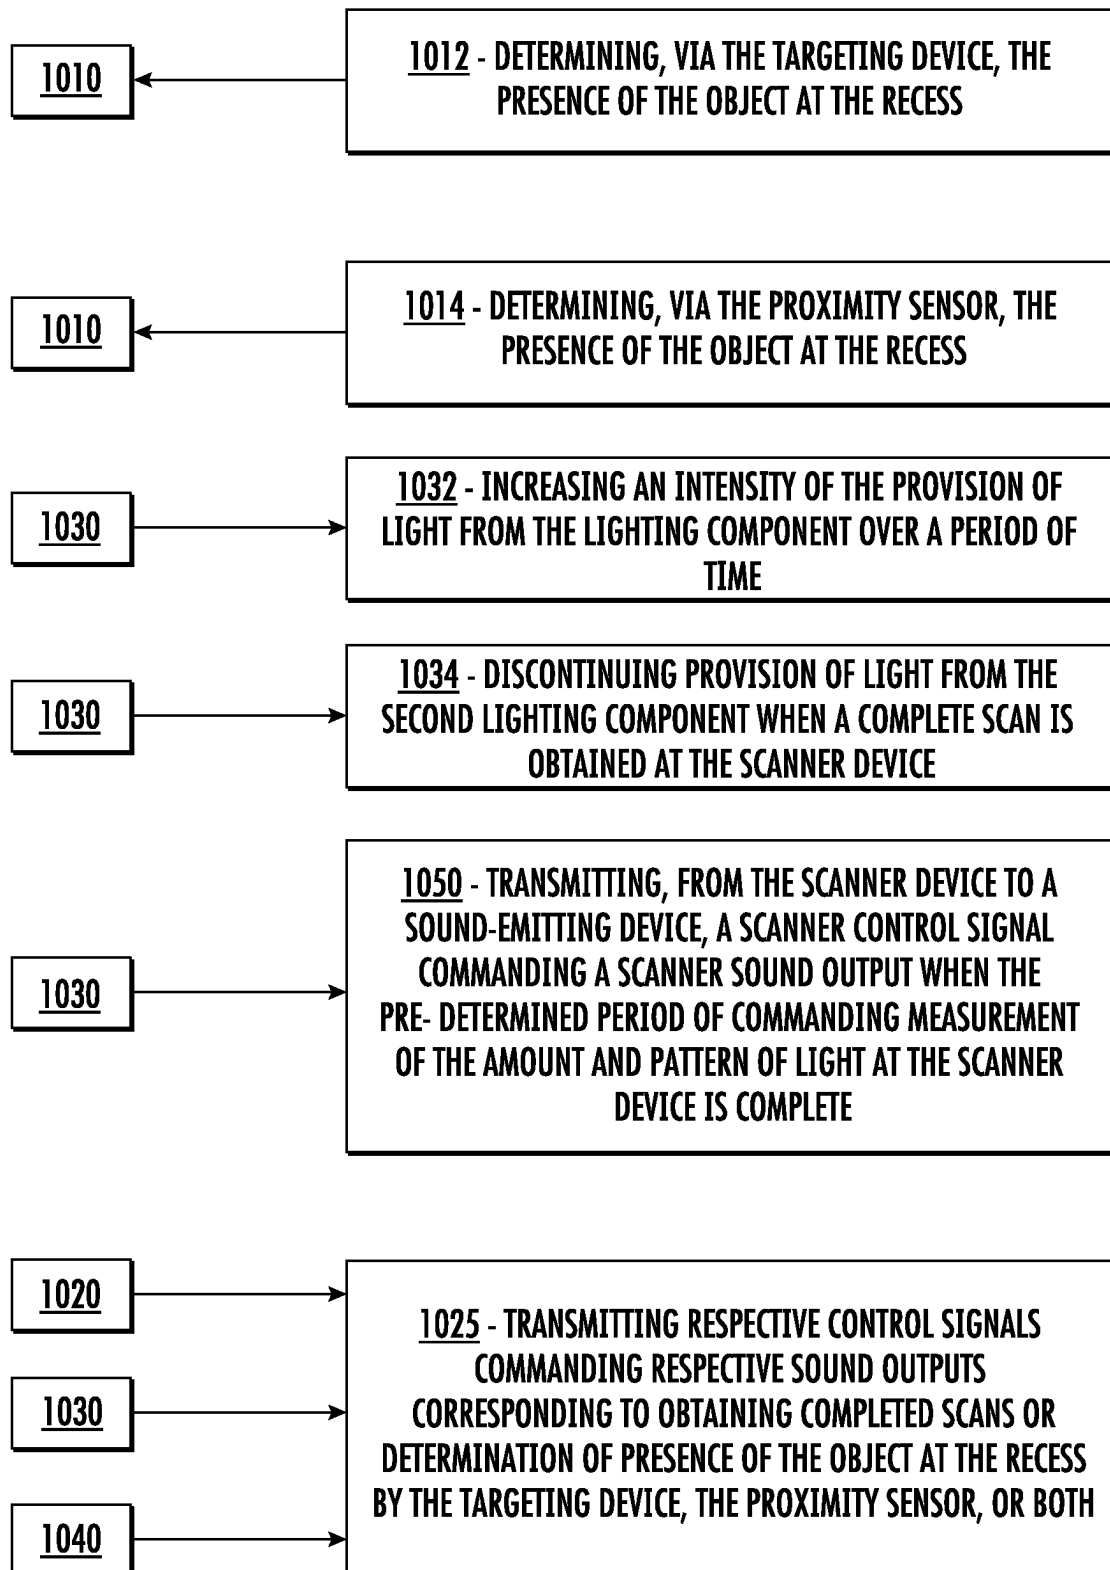 1010
1012 - DETERMINING, VIA THE TARGETING DEVICE, THE
PRESENCE OF THE OBJECT AT THE RECESS
1010
1014 - DETERMINING, VIA THE PROXIMITY SENSOR, THE
PRESENCE OF THE OBJECT AT THE RECESS
1030
1032 - INCREASING AN INTENSITY OF THE PROVISION OF
LIGHT FROM THE LIGHTING COMPONENT OVER A PERIOD OF
TIME
1030
1034 - DISCONTINUING PROVISION OF LIGHT FROM THE
SECOND LIGHTING COMPONENT WHEN A COMPLETE SCAN IS
OBTAINED AT THE SCANNER DEVICE
1030
1050 - TRANSMITTING, FROM THE SCANNER DEVICE TO A
SOUND-EMITTING DEVICE, A SCANNER CONTROL SIGNAL
COMMANDING A SCANNER SOUND OUTPUT WHEN THE
PRE- DETERMINED PERIOD OF COMMANDING MEASUREMENT
OF THE AMOUNT AND PATTERN OF LIGHT AT THE SCANNER
DEVICE IS COMPLETE
1020
1030
1040
1025 - TRANSMITTING RESPECTIVE CONTROL SIGNALS
COMMANDING RESPECTIVE SOUND OUTPUTS
CORRESPONDING TO OBTAINING COMPLETED SCANS OR
DETERMINATION OF PRESENCE OF THE OBJECT AT THE RECESS
BY THE TARGETING DEVICE, THE PROXIMITY SENSOR, OR BOTH